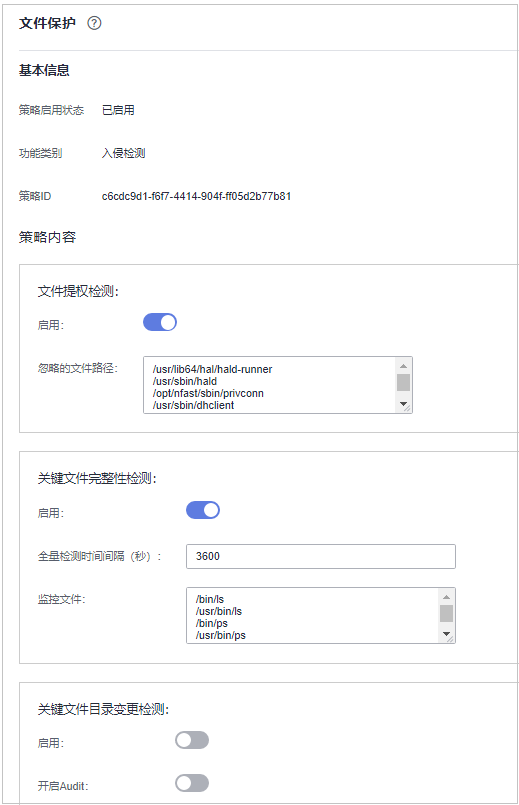 文件保护 ?
基本信息
策略启用状态 已启用
功能类别 入侵检测
策略ID c6cdc9d1-f6f7-4414-904f-ff05d2b77b81
策略内容
文件提权检测：
启用：
忽略的文件路径： /usr/lib64/hal/hald-runner
/usr/sbin/hald
/opt/nfast/sbin/privconn
/usr/sbin/dhclient
关键文件完整性检测：
启用：
全量检测时间间隔（秒）： 3600
监控文件： /bin/ls
/usr/bin/ls
/bin/ps
/usr/bin/ps
关键文件目录变更检测：
启用：
开启Audit：